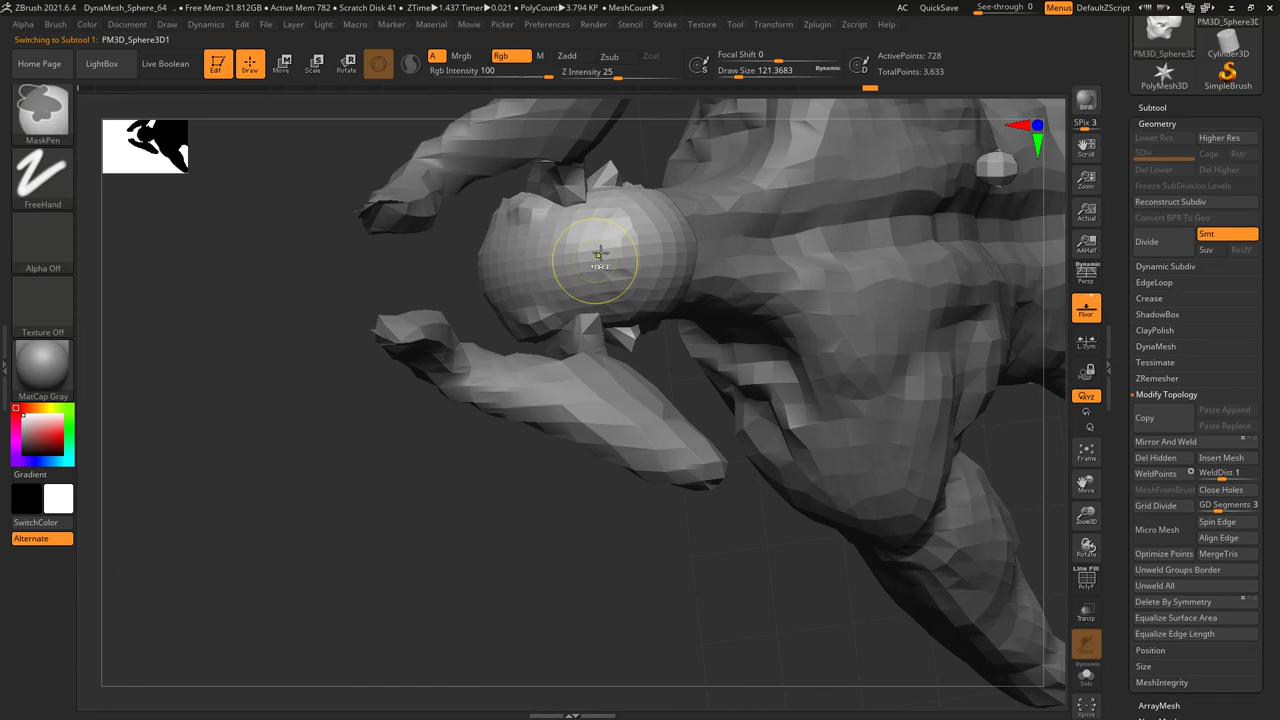 ZBrush 2021.6.4 DynaMesh_Sphere_64 .. • Free Mem 21.812GB • Active Mem 782 • Scratch Disk 41 • ZTime▶1.437 Timer▶0.021 • PolyCount▶3.794 KP • MeshCount▶3 AC QuickSave See-through 0 Menus DefaultZScript
Alpha Brush Color Document Draw Dynamics Edit File Layer Light Macro Marker Material Movie Picker Preferences Render Stencil Stroke Texture Tool Transform Zplugin Zscript Help
Switching to Subtool 1: PM3D_Sphere3D1
Home Page LightBox Live Boolean Edit Draw Move Scale Rotate
A Mrgb Rgb M Zadd Zsub Zcut
Rgb Intensity 100 Z Intensity 25
Focal Shift 0
Draw Size 121.3683 Dynamic
S D
ActivePoints: 728
TotalPoints: 3,633
MaskPen
FreeHand
Alpha Off
Texture Off
MatCap Gray
Gradient
SwitchColor
Alternate
+MASK
BPR
SPix 3
Scroll
Zoom
Actual
AAHalf
Dynamic
Persp
Floor
L.Sym
XYZ
Frame
Move
Zoom3D
Rotate
Line Fill
PolyF
Transp
Dynamic
Solo
Xpose
PM3D_Sphere3D
PM3D_Sphere3D1
Cylinder3D
PolyMesh3D SimpleBrush
Subtool
Geometry
Lower Res Higher Res
SDiv Cage Rstr
Del Lower Del Higher
Freeze SubDivision Levels
Reconstruct Subdiv
Convert BPR To Geo
Divide Smt
Suv ReUV
Dynamic Subdiv
EdgeLoop
Crease
ShadowBox
ClayPolish
DynaMesh
Tessimate
ZRemesher
Modify Topology
Copy Paste Append
Paste Replace
Mirror And Weld
Del Hidden Insert Mesh
WeldPoints WeldDist 1
MeshFromBrush Close Holes
Grid Divide GD Segments 3
Micro Mesh Spin Edge
Align Edge
Optimize Points MergeTris
Unweld Groups Border
Unweld All
Delete By Symmetry
Equalize Surface Area
Equalize Edge Length
Position
Size
MeshIntegrity
ArrayMesh